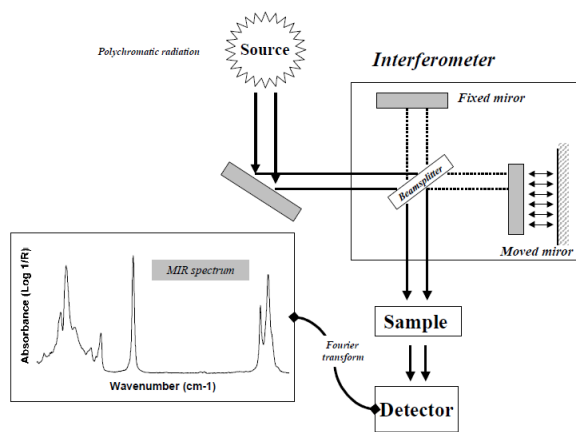 Polychromatic radiation
Source
Interferometer
Fixed miror
Beamsplitter
Moved miror
MIR spectrum
Absorbance (Log 1/R)
Wavenumber (cm-1)
Fourier
transform
Sample
Detector